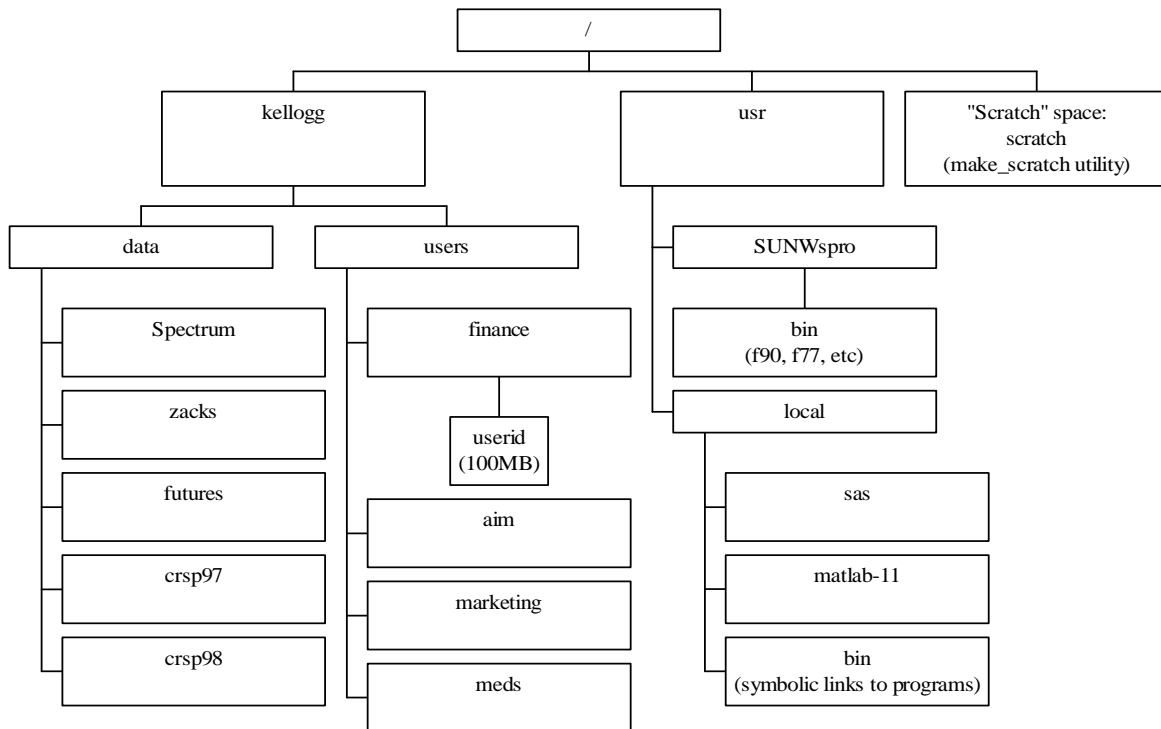 /
kellogg
usr
"Scratch" space:
scratch
(make_scratch utility)
data
users
SUNWspro
Spectrum
finance
bin
(f90, f77, etc)
zacks
userid
(100MB)
local
futures
aim
sas
crsp97
marketing
matlab-11
crsp98
meds
bin
(symbolic links to programs)